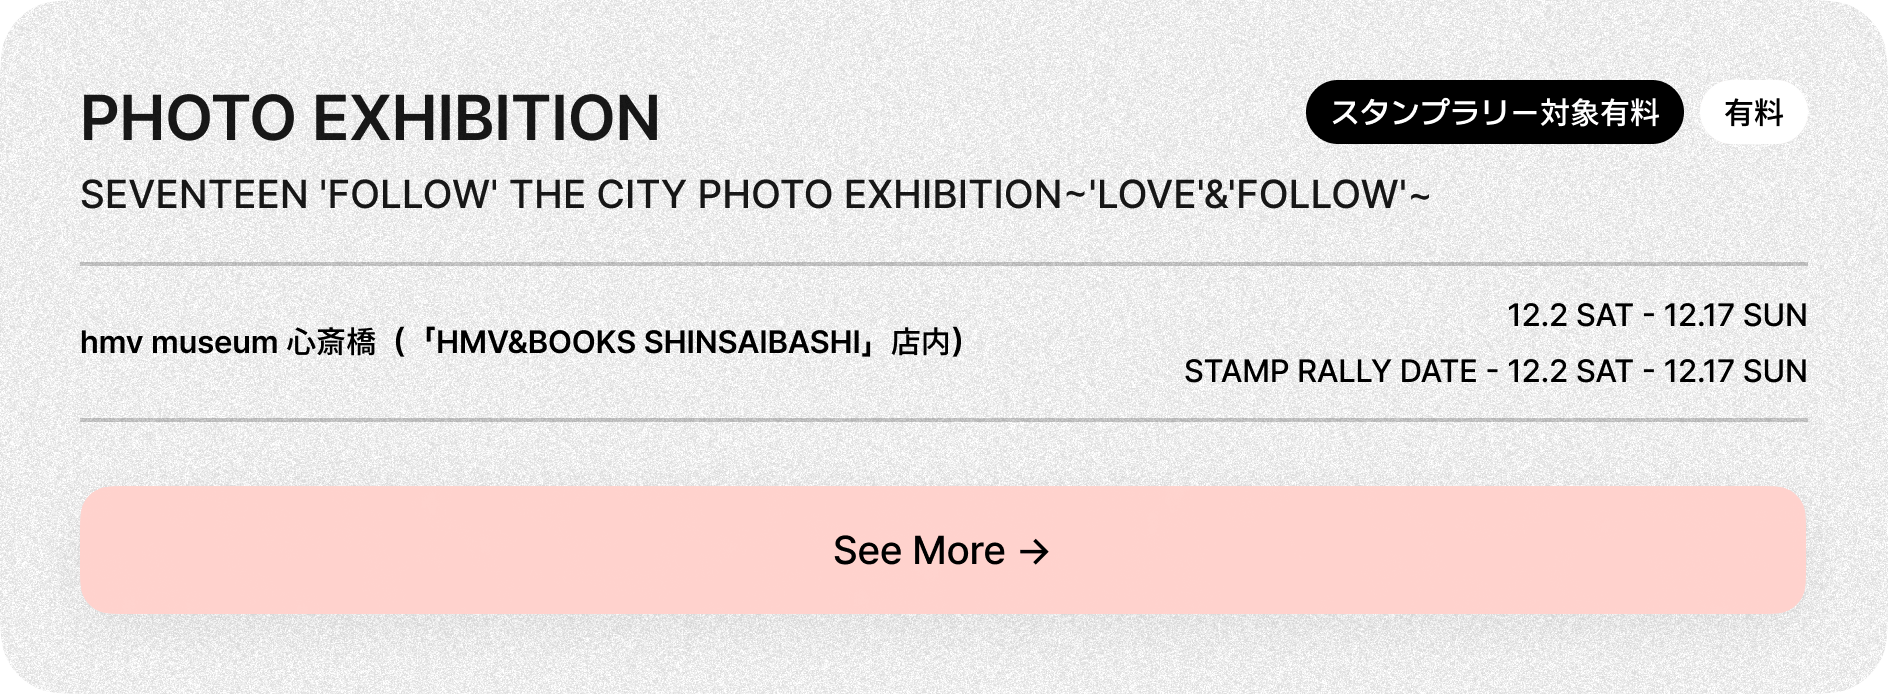 PHOTO EXHIBITION
スタンプラリー対象有料
有料
SEVENTEEN 'FOLLOW' THE CITY PHOTO EXHIBITION~'LOVE'&'FOLLOW'~
hmv museum 心斎橋（「HMV&BOOKS SHINSAIBASHI」店内）
12.2 SAT - 12.17 SUN
STAMP RALLY DATE - 12.2 SAT - 12.17 SUN
See More →